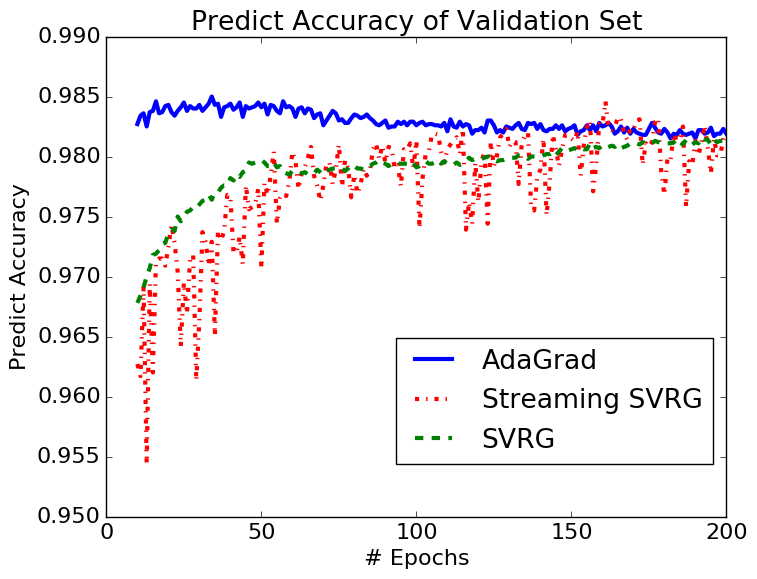 Predict Accuracy of Validation Set
0.990
0.985
0.980
0.975
0.970
0.965
0.960
0.955
0.950
Predict Accuracy
AdaGrad
Streaming SVRG
SVRG
0 50 100 150 200
# Epochs